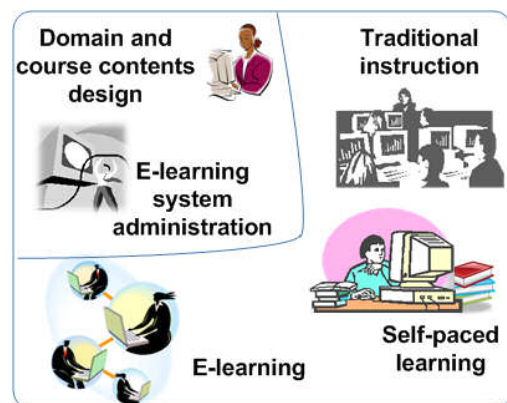 Domain and
course contents
design
Traditional
instruction
E-learning
system
administration
Self-paced
learning
E-learning